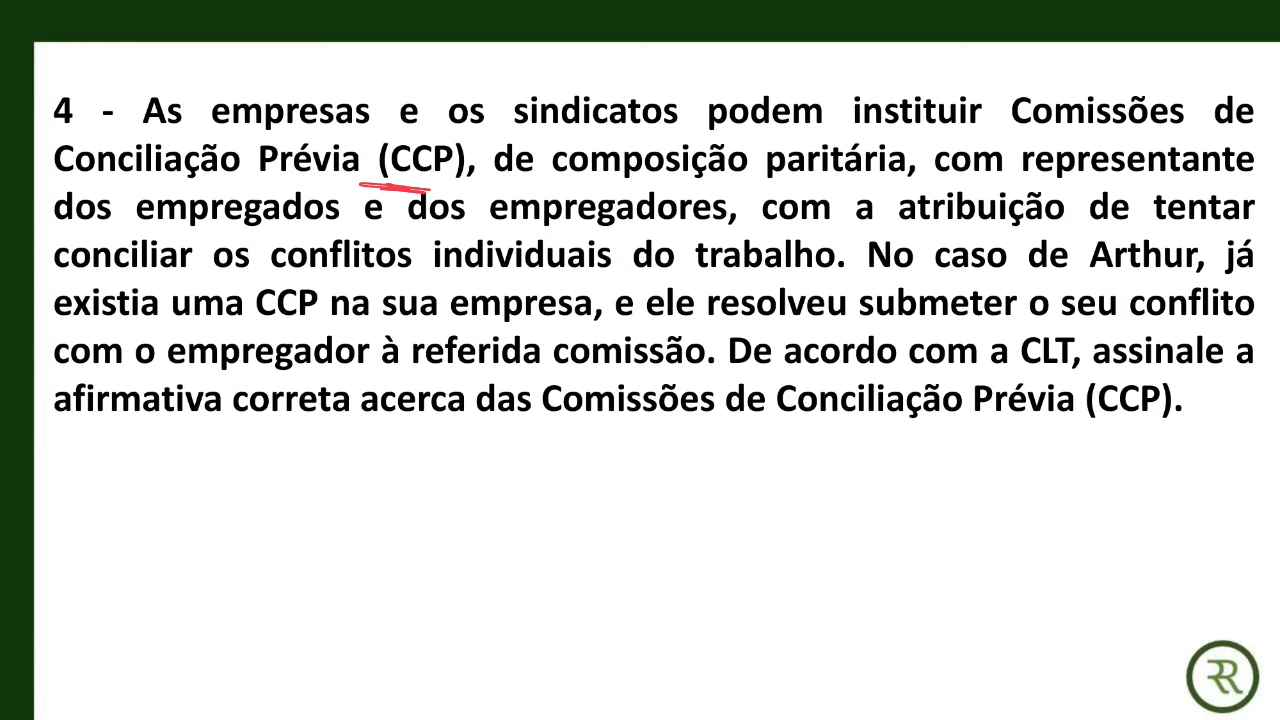 4 - As empresas e os sindicatos podem instituir Comissões de
Conciliação Prévia (CCP), de composição paritária, com representante
dos empregados e dos empregadores, com a atribuição de tentar
conciliar os conflitos individuais do trabalho. No caso de Arthur, já
existia uma CCP na sua empresa, e ele resolveu submeter o seu conflito
com o empregador à referida comissão. De acordo com a CLT, assinale a
afirmativa correta acerca das Comissões de Conciliação Prévia (CCP).